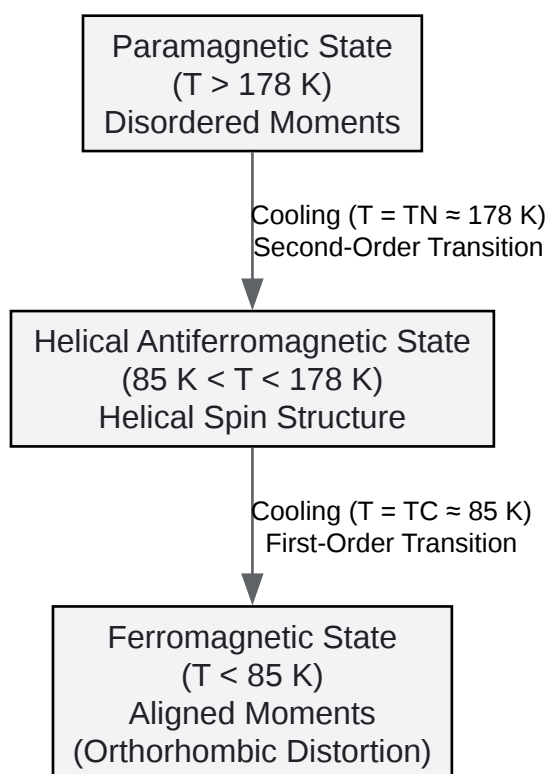 Paramagnetic State
(T > 178 K)
Disordered Moments
Cooling (T = TN ≈ 178 K)
Second-Order Transition
Helical Antiferromagnetic State
(85 K < T < 178 K)
Helical Spin Structure
Cooling (T = TC ≈ 85 K)
First-Order Transition
Ferromagnetic State
(T < 85 K)
Aligned Moments
(Orthorhombic Distortion)